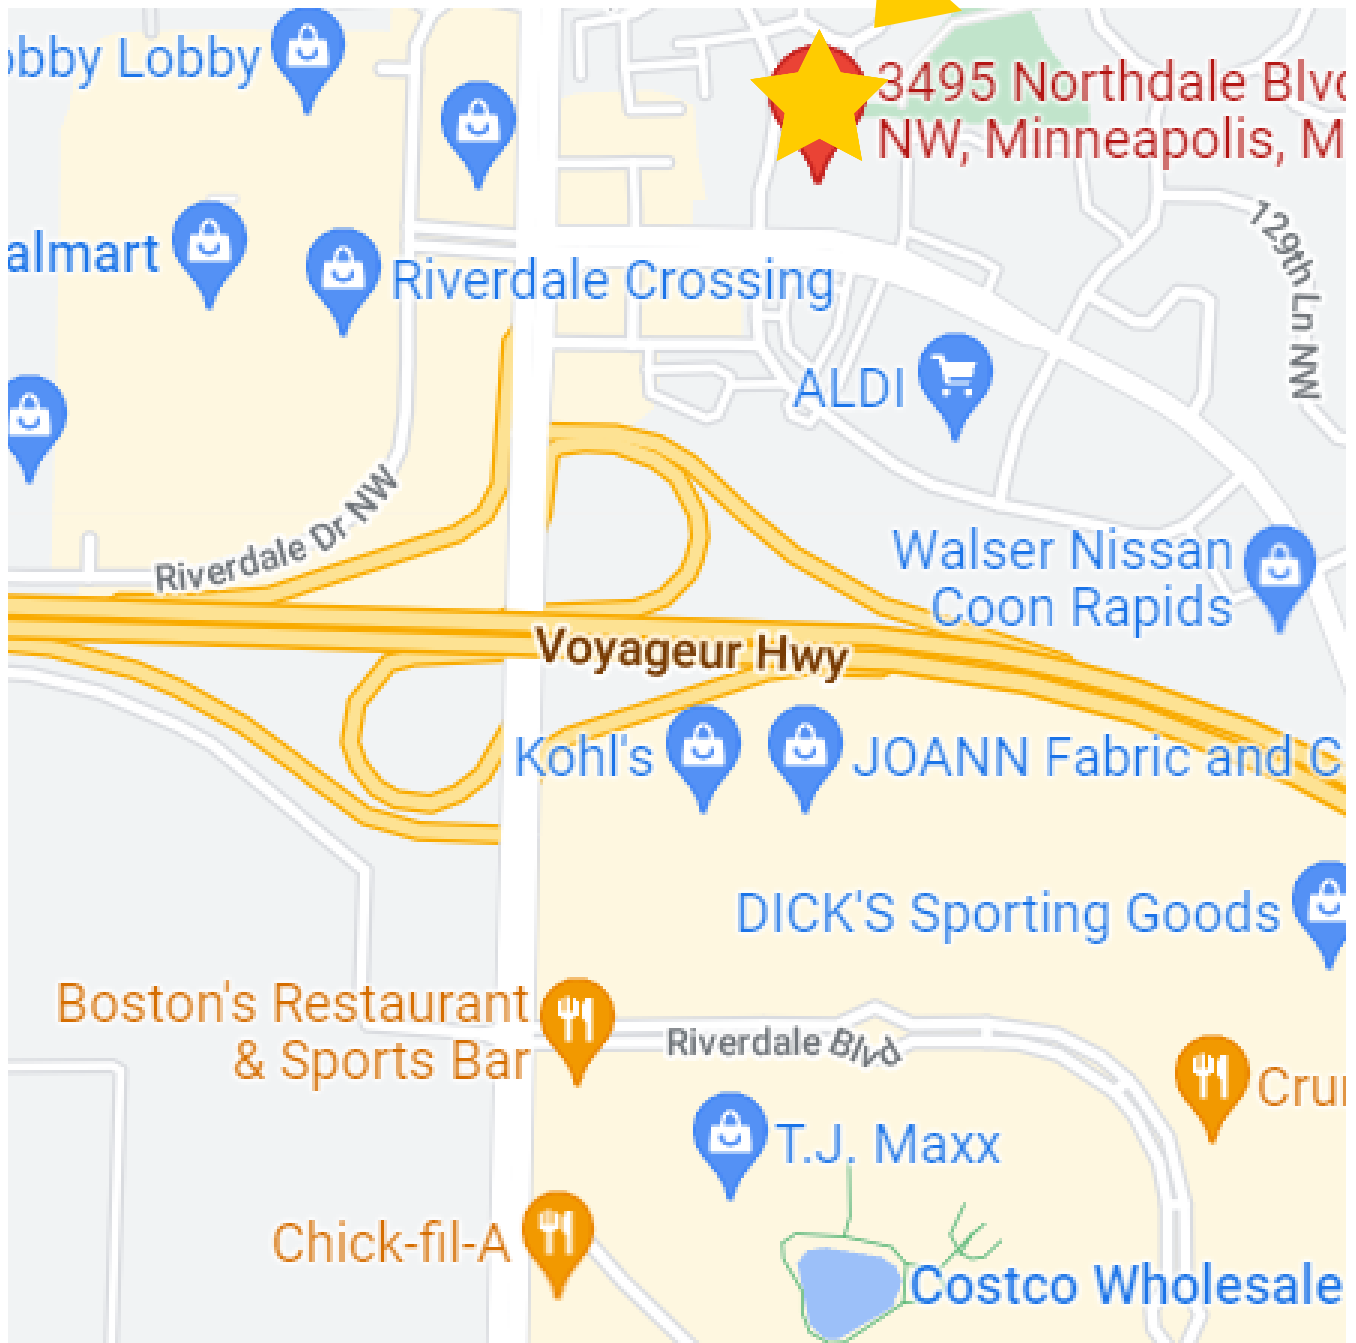 obby Lobby
3495 Northdale Blvd
NW, Minneapolis, M
129th Ln NW
almart
Riverdale Crossing
ALDI
Riverdale Dr NW
Walser Nissan
Coon Rapids
Voyageur Hwy
Kohl's
JOANN Fabric and C
DICK'S Sporting Goods
Boston's Restaurant
& Sports Bar
Riverdale Blvd
Cru
T.J. Maxx
Chick-fil-A
Costco Wholesale